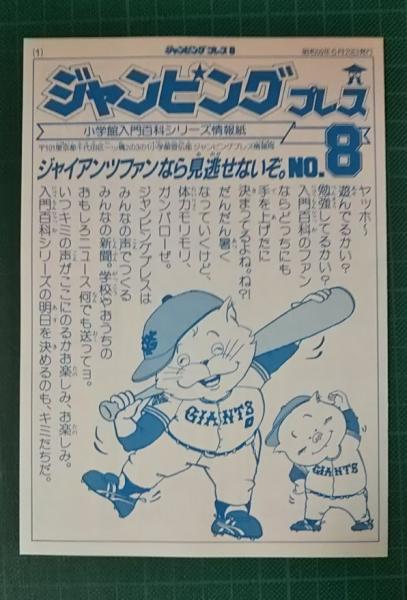 (1)
ジャンピングプレス8
ジャンピングプレス
小学館入門百科シリーズ情報紙
ジャイアンツファンなら見逃せないぞ。NO.8
ヤッホ〜
遊んでるかい?
勉強してるかい?
入門百科のファン
ならどっちにも
手を上げたに
決まってるよね。ね?!
だんだん暑く
なっていくけど、
体力モリモリ、
ガンバローぜ。
ジャンピングプレスは
みんなの声でつくる
みんなの新聞。学校やおうちの
おもしろニュース何でも送ってヨ。
いつキミの声がここにのるかお楽しみ、お楽しみ。
入門百科シリーズの明日を決めるのも、キミたちだ。
GIANTS
GIANTS